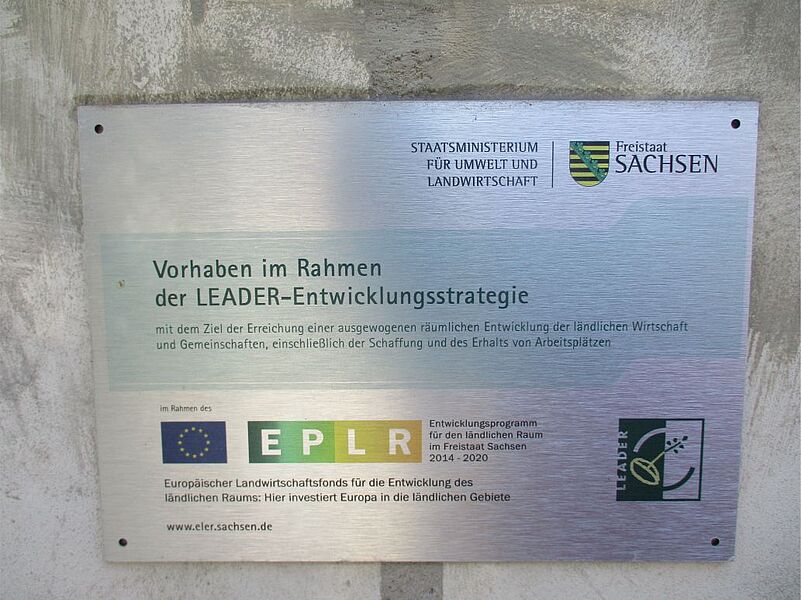 STAATSMINISTERIUM
FÜR UMWELT UND
LANDWIRTSCHAFT
Freistaat
SACHSEN
Vorhaben im Rahmen
der LEADER-Entwicklungsstrategie
mit dem Ziel der Erreichung einer ausgewogenen räumlichen Entwicklung der ländlichen Wirtschaft
und Gemeinschaften, einschließlich der Schaffung und des Erhalts von Arbeitsplätzen
im Rahmen des
EPLR
Entwicklungsprogramm
für den ländlichen Raum
im Freistaat Sachsen
2014 - 2020
LEADER
Europäischer Landwirtschaftsfonds für die Entwicklung des
ländlichen Raums: Hier investiert Europa in die ländlichen Gebiete
www.eler.sachsen.de